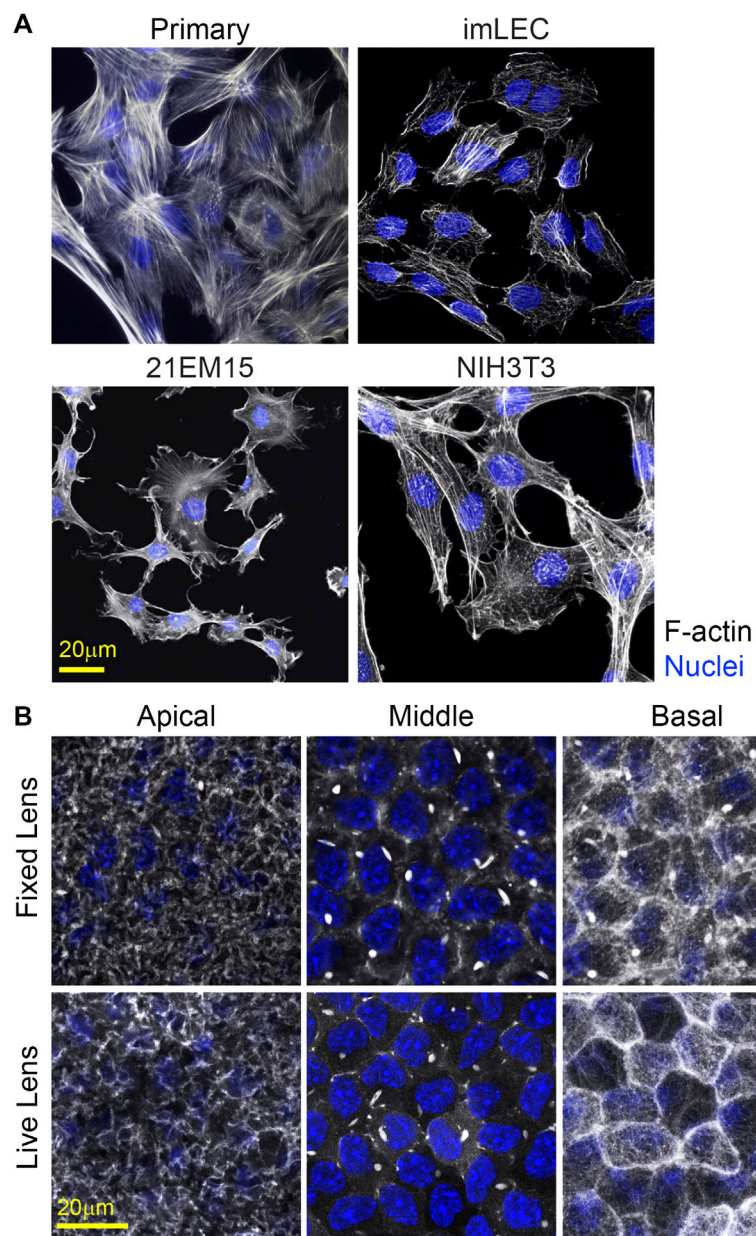 A
Primary
imLEC
21EM15
NIH3T3
20μm
F-actin
Nuclei
B
Apical
Middle
Basal
Fixed Lens
Live Lens
20μm